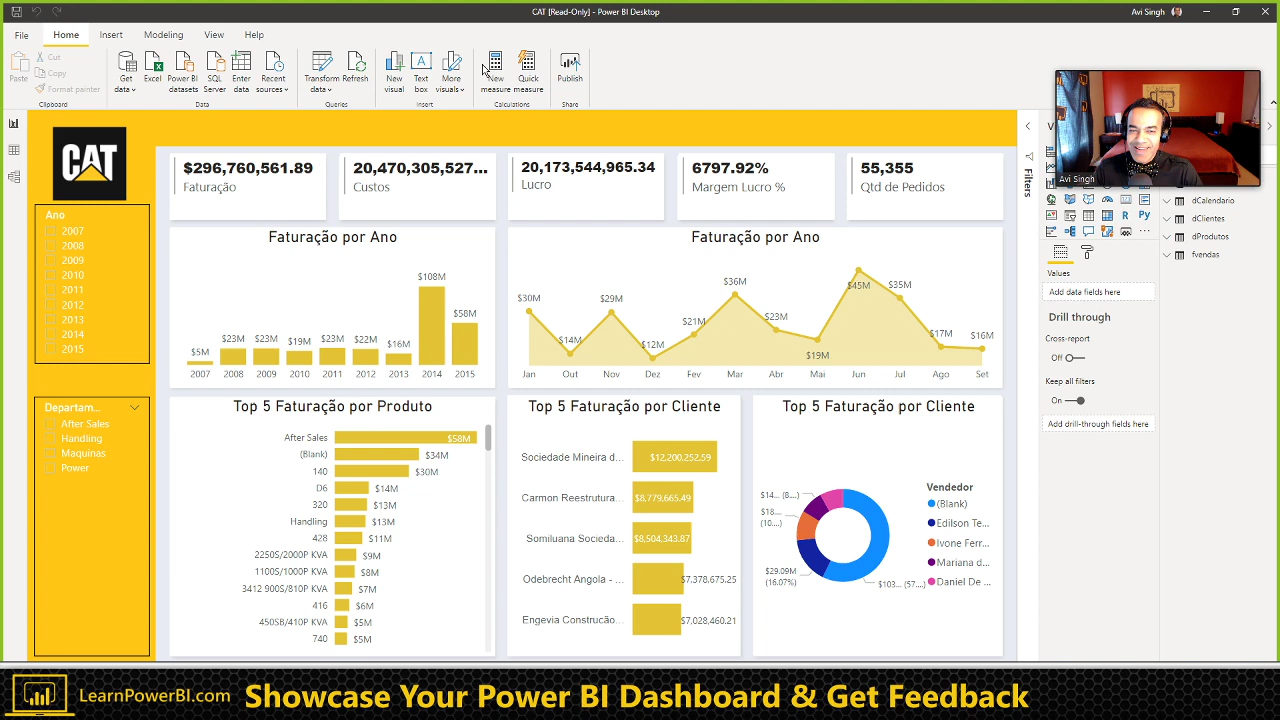 CAT [Read-Only] - Power BI Desktop
Avi Singh
File
Home
Insert
Modeling
View
Help
Paste
Cut
Copy
Format painter
Clipboard
Get data
Excel
Power BI datasets
SQL Server
Enter data
Recent sources
Data
Transform data
Refresh
Queries
New visual
Text box
More visuals
Insert
New measure
Quick measure
Calculations
Publish
Share
Avi Singh
CAT
$296,760,561.89
Faturação
20,470,305,527...
Custos
20,173,544,965.34
Lucro
6797.92%
Margem Lucro %
55,355
Qtd de Pedidos
Ano
2007
2008
2009
2010
2011
2012
2013
2014
2015
Departam...
After Sales
Handling
Maquinas
Power
Faturação por Ano
$5M
$23M
$23M
$19M
$23M
$22M
$16M
$108M
$58M
2007
2008
2009
2010
2011
2012
2013
2014
2015
Faturação por Ano
$30M
$14M
$29M
$12M
$21M
$36M
$23M
$19M
$45M
$35M
$17M
$16M
Jan
Out
Nov
Dez
Fev
Mar
Abr
Mai
Jun
Jul
Ago
Set
Top 5 Faturação por Produto
After Sales $58M
(Blank) $34M
140 $30M
D6 $14M
320 $13M
Handling $13M
428 $11M
2250S/2000P KVA $9M
1100S/1000P KVA $8M
3412 900S/810P KVA $7M
416 $6M
450SB/410P KVA $5M
740 $5M
Top 5 Faturação por Cliente
Sociedade Mineira d... $12,200,252.59
Carmon Reestrutura... $8,779,665.49
Somiluana Socieda... $8,504,343.87
Odebrecht Angola - ... $7,378,675.25
Engevia Construcão... $7,028,460.21
Top 5 Faturação por Cliente
$14... (8....)
$18...
(10....)
$29.09M
(16.07%)
$103... (57....)
Vendedor
(Blank)
Edilson Te...
Ivone Ferr...
Mariana d...
Daniel De ...
Filters
R
Py
Values
Add data fields here
Drill through
Cross-report
Off
Keep all filters
On
Add drill-through fields here
dCalendario
dClientes
dProdutos
fvendas
LearnPowerBI.com
Showcase Your Power BI Dashboard & Get Feedback